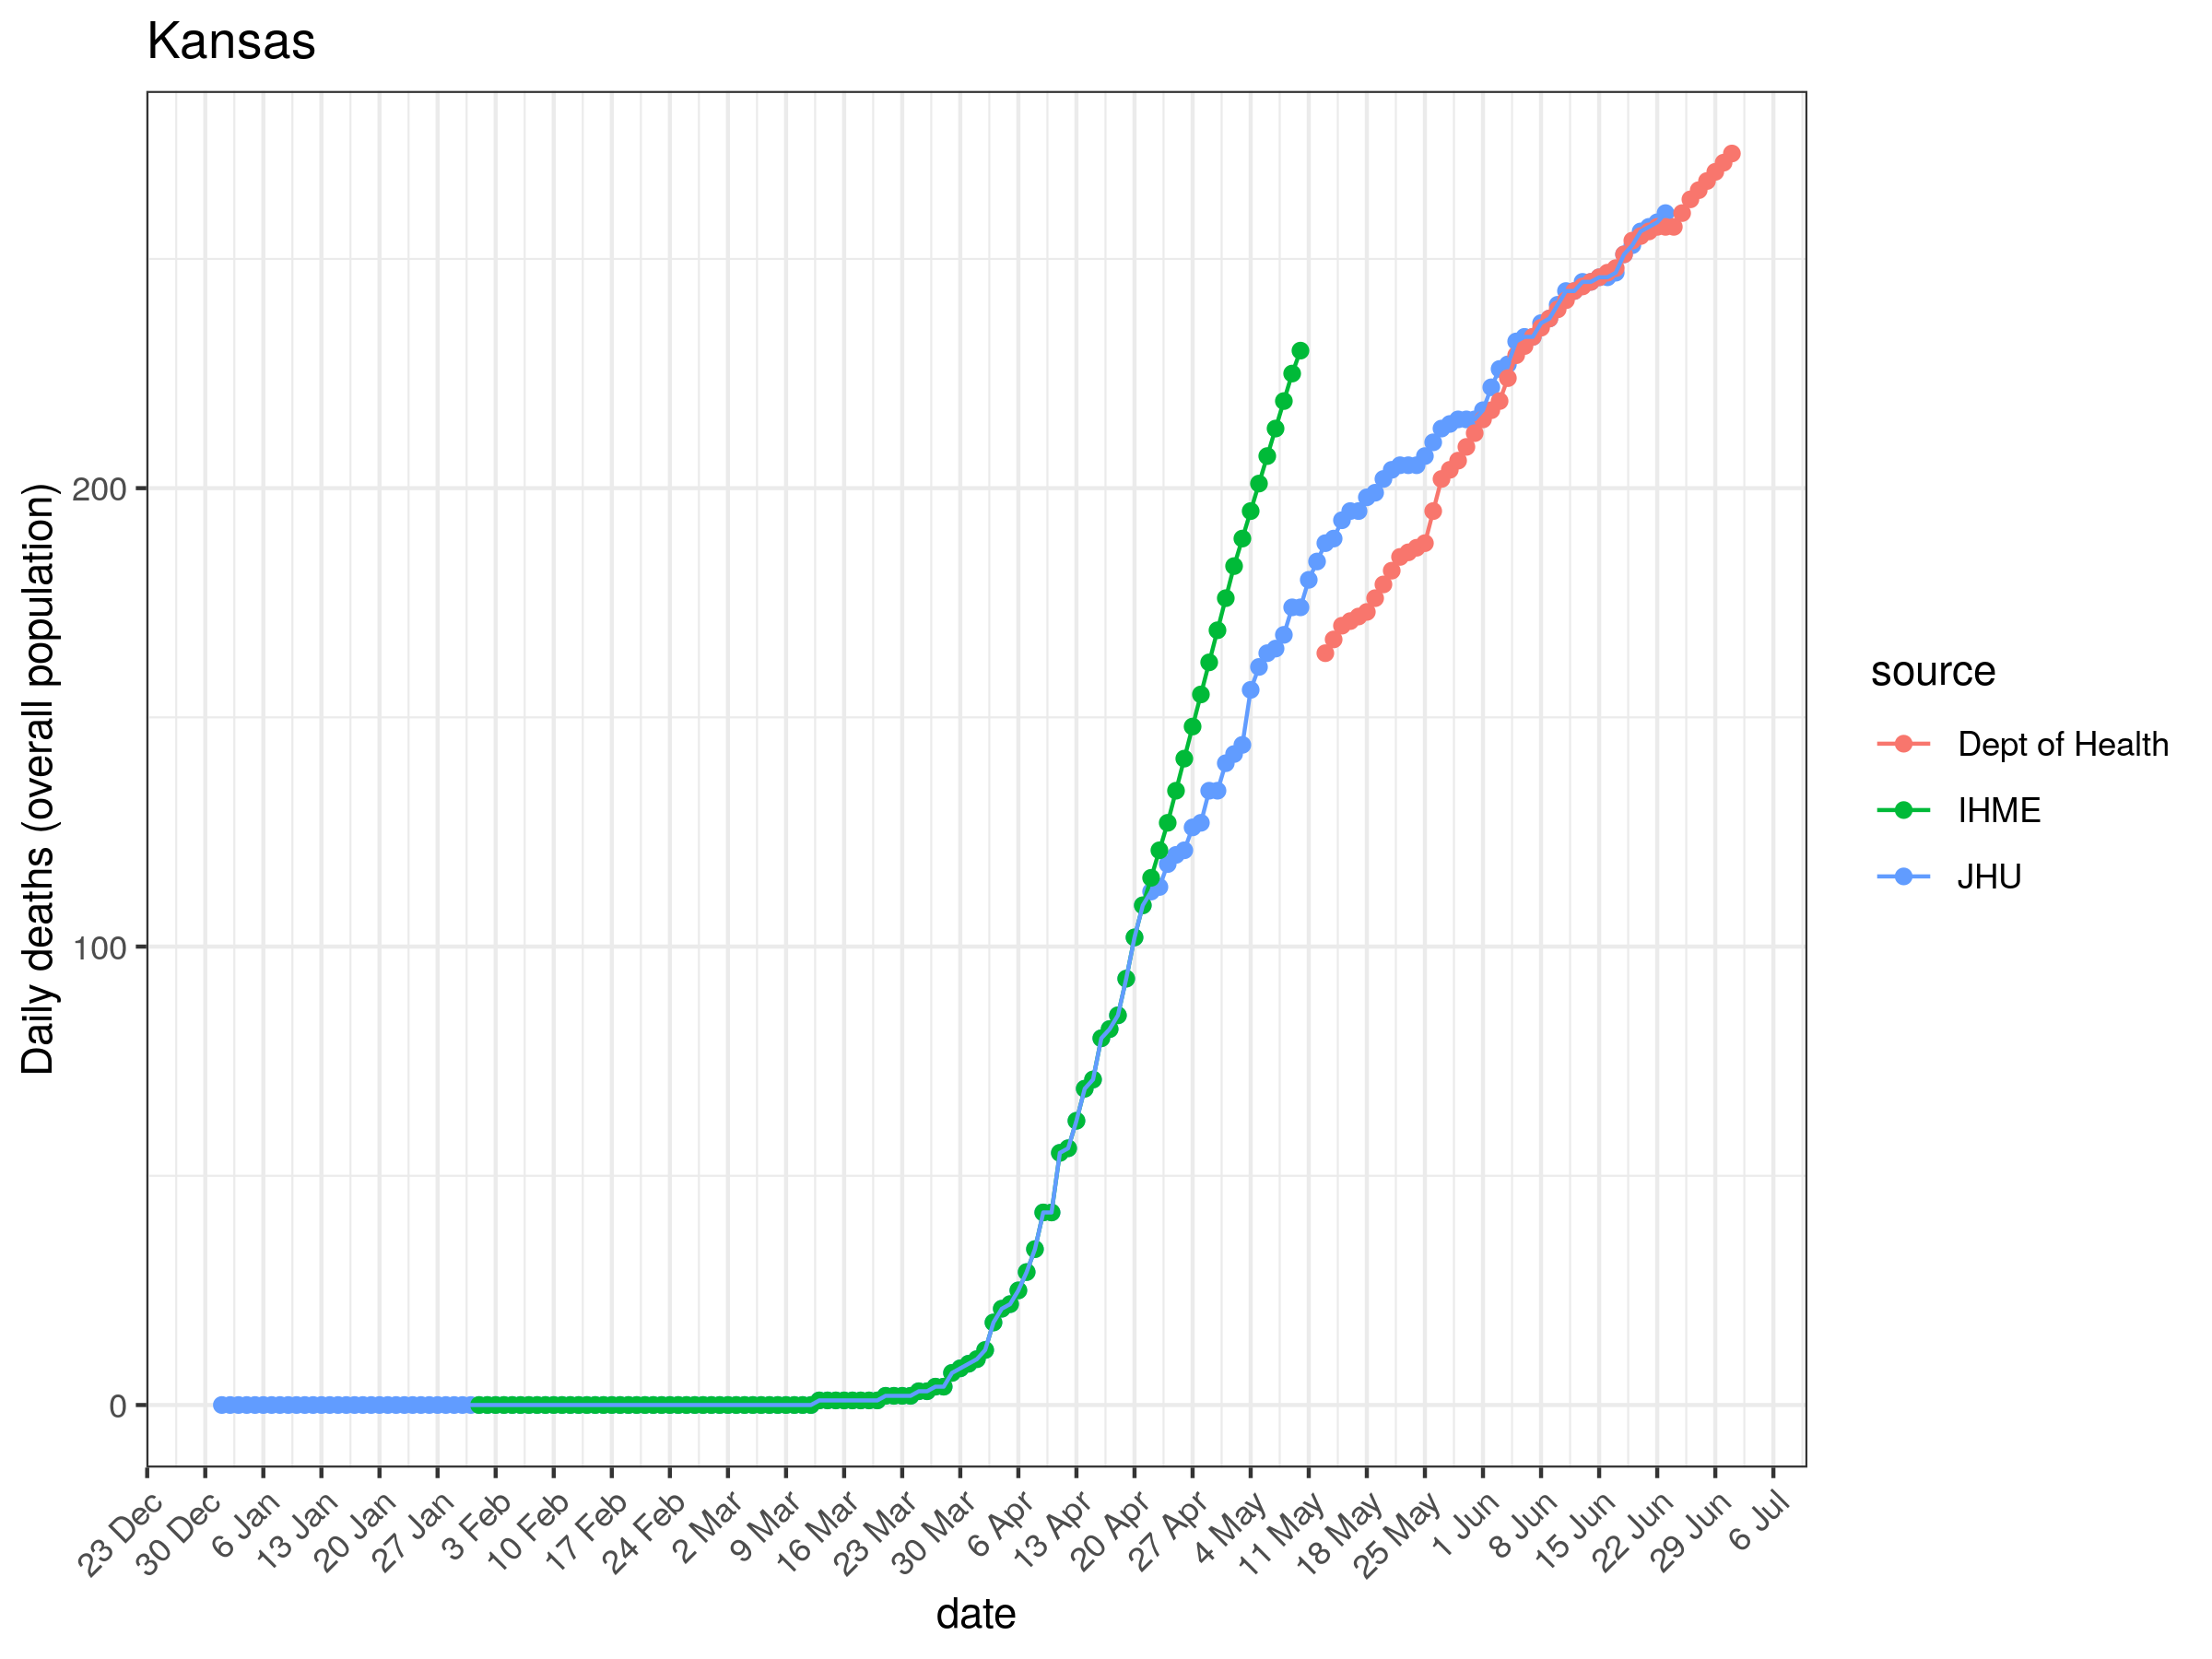 Kansas
Daily deaths (overall population)
200
100
0
23 Dec
30 Dec
6 Jan
13 Jan
20 Jan
27 Jan
3 Feb
10 Feb
17 Feb
24 Feb
2 Mar
9 Mar
16 Mar
23 Mar
30 Mar
6 Apr
13 Apr
20 Apr
27 Apr
4 May
11 May
18 May
25 May
1 Jun
8 Jun
15 Jun
22 Jun
29 Jun
6 Jul
date
source
Dept of Health
IHME
JHU